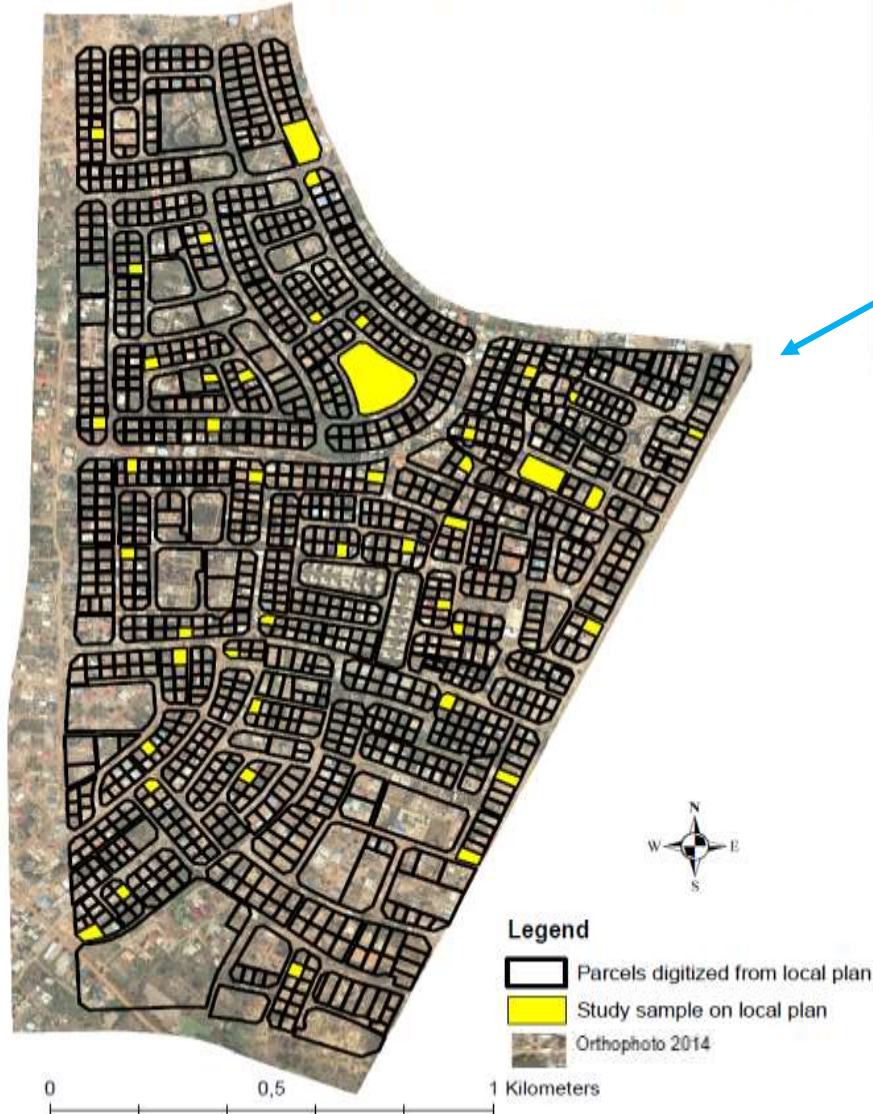 N
W E
S
Legend
Parcels digitized from local plan
Study sample on local plan
Orthophoto 2014
0 0,5 1 Kilometers